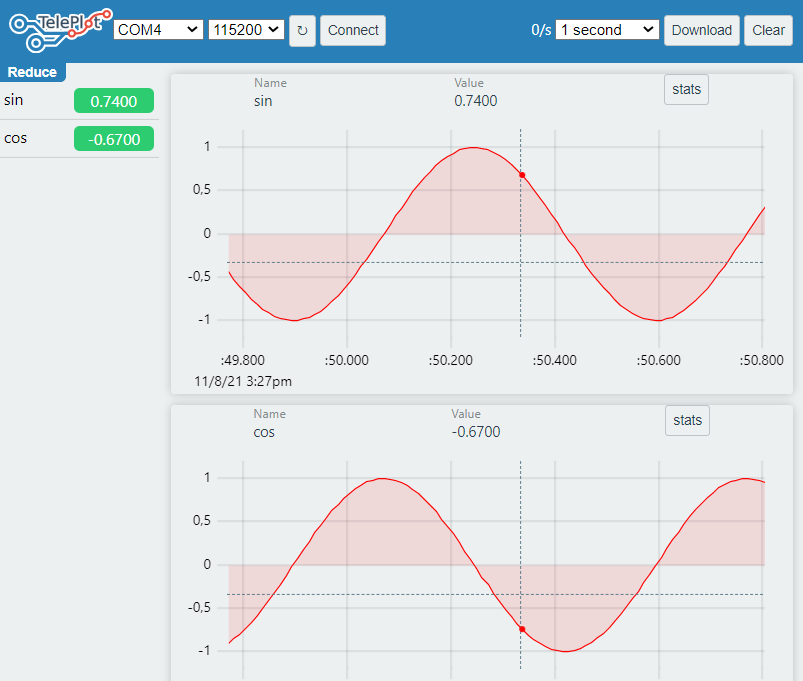 TelePlot COM4 115200 ↻ Connect 0/s 1 second Download Clear
Reduce
sin 0.7400
cos -0.6700
Name Value stats
sin 0.7400
1
0,5
0
-0,5
-1
:49.800 :50.000 :50.200 :50.400 :50.600 :50.800
11/8/21 3:27pm
Name Value stats
cos -0.6700
1
0,5
0
-0,5
-1